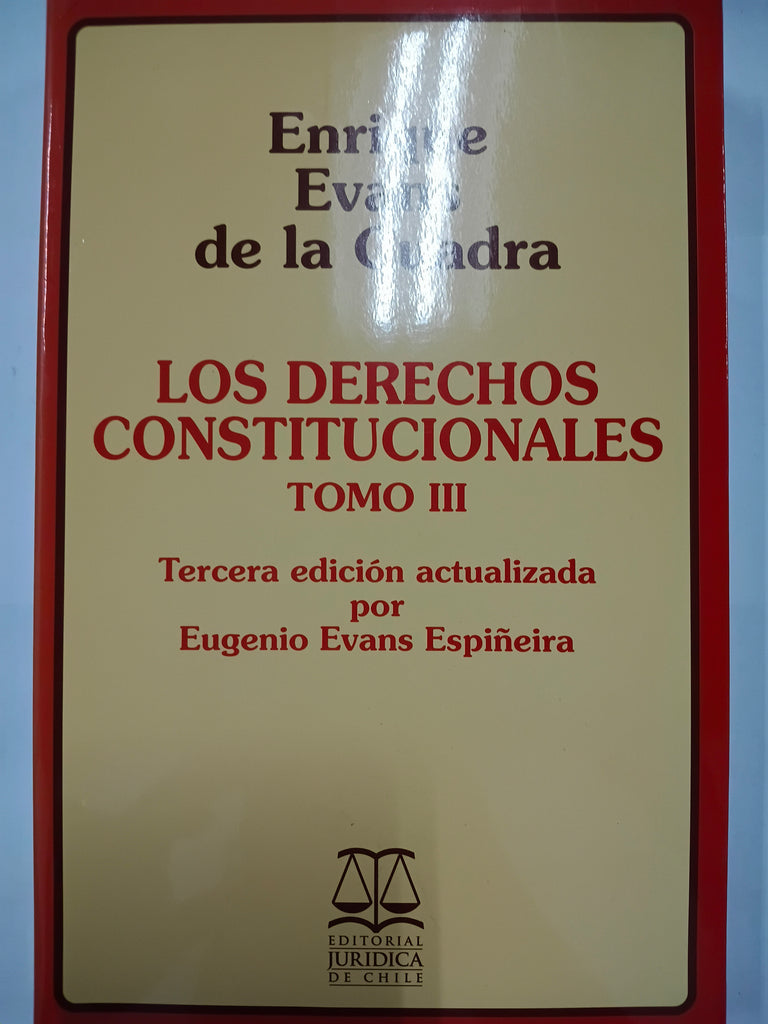 Enrique
Evans
de la Cuadra
LOS DERECHOS
CONSTITUCIONALES
TOMO III
Tercera edición actualizada
por
Eugenio Evans Espiñeira
EDITORIAL
JURIDICA
DE CHILE